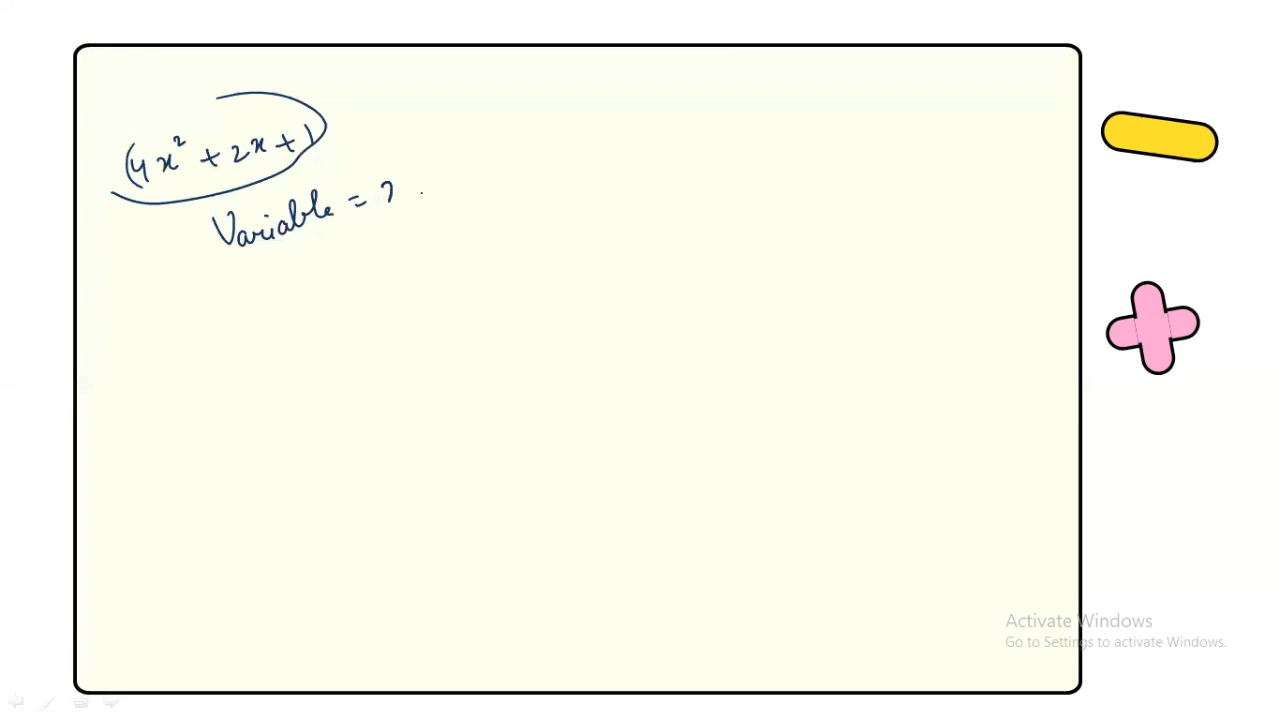 (4x² + 2x + 1)
Variable = ?
Activate Windows
Go to Settings to activate Windows.